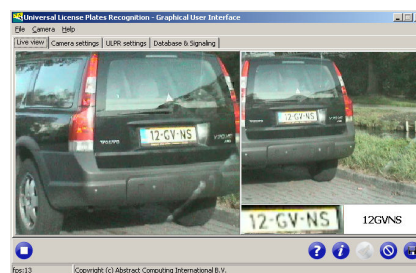 Universal License Plates Recognition - Graphical User Interface
File Camera Help
Live view Camera settings ULPR settings Database & Signaling
12-GV-NS
VOLVO
12-GV-NS
12-GV-NS
12GVNS
fps:13 Copyright (c) Abstract Computing International B.V.